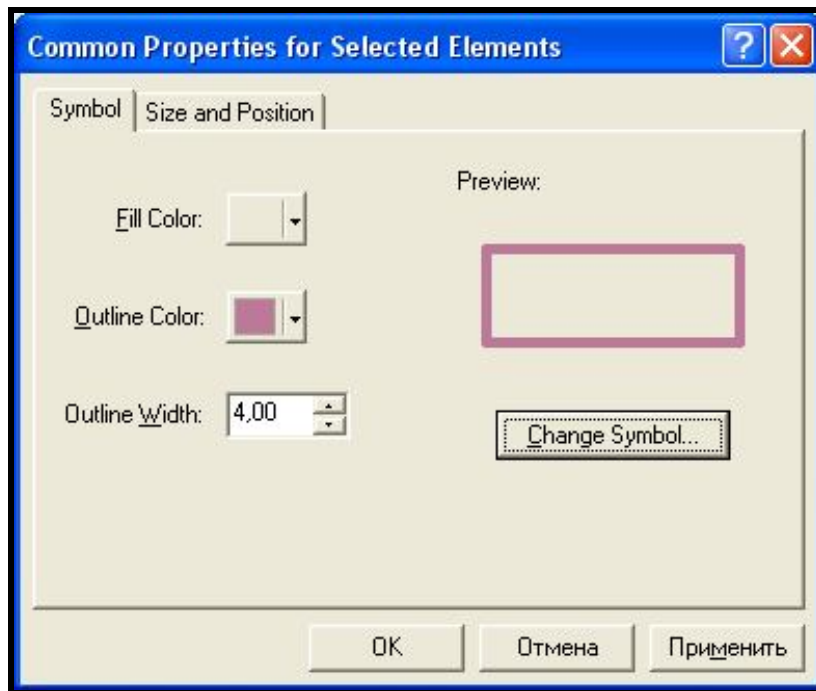 Common Properties for Selected Elements
Symbol
Size and Position
Preview:
Fill Color:
Outline Color:
Outline Width:
4,00
Change Symbol...
OK
Отмена
Применить